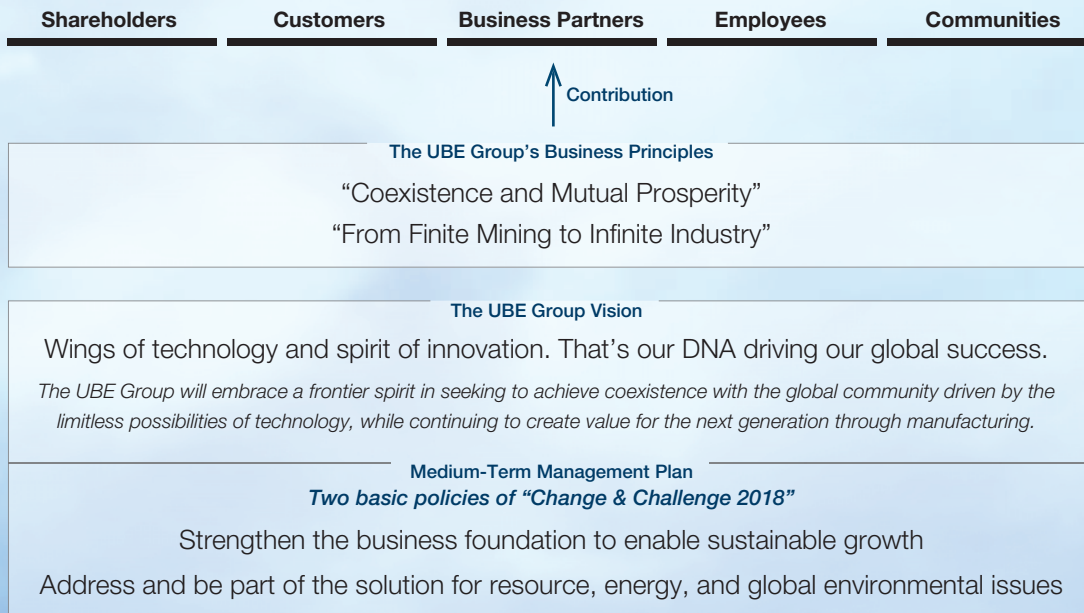 Shareholders Customers Business Partners Employees Communities
Contribution
The UBE Group’s Business Principles
“Coexistence and Mutual Prosperity”
“From Finite Mining to Infinite Industry”
The UBE Group Vision
Wings of technology and spirit of innovation. That’s our DNA driving our global success.
The UBE Group will embrace a frontier spirit in seeking to achieve coexistence with the global community driven by the
limitless possibilities of technology, while continuing to create value for the next generation through manufacturing.
Medium-Term Management Plan
Two basic policies of “Change & Challenge 2018”
Strengthen the business foundation to enable sustainable growth
Address and be part of the solution for resource, energy, and global environmental issues